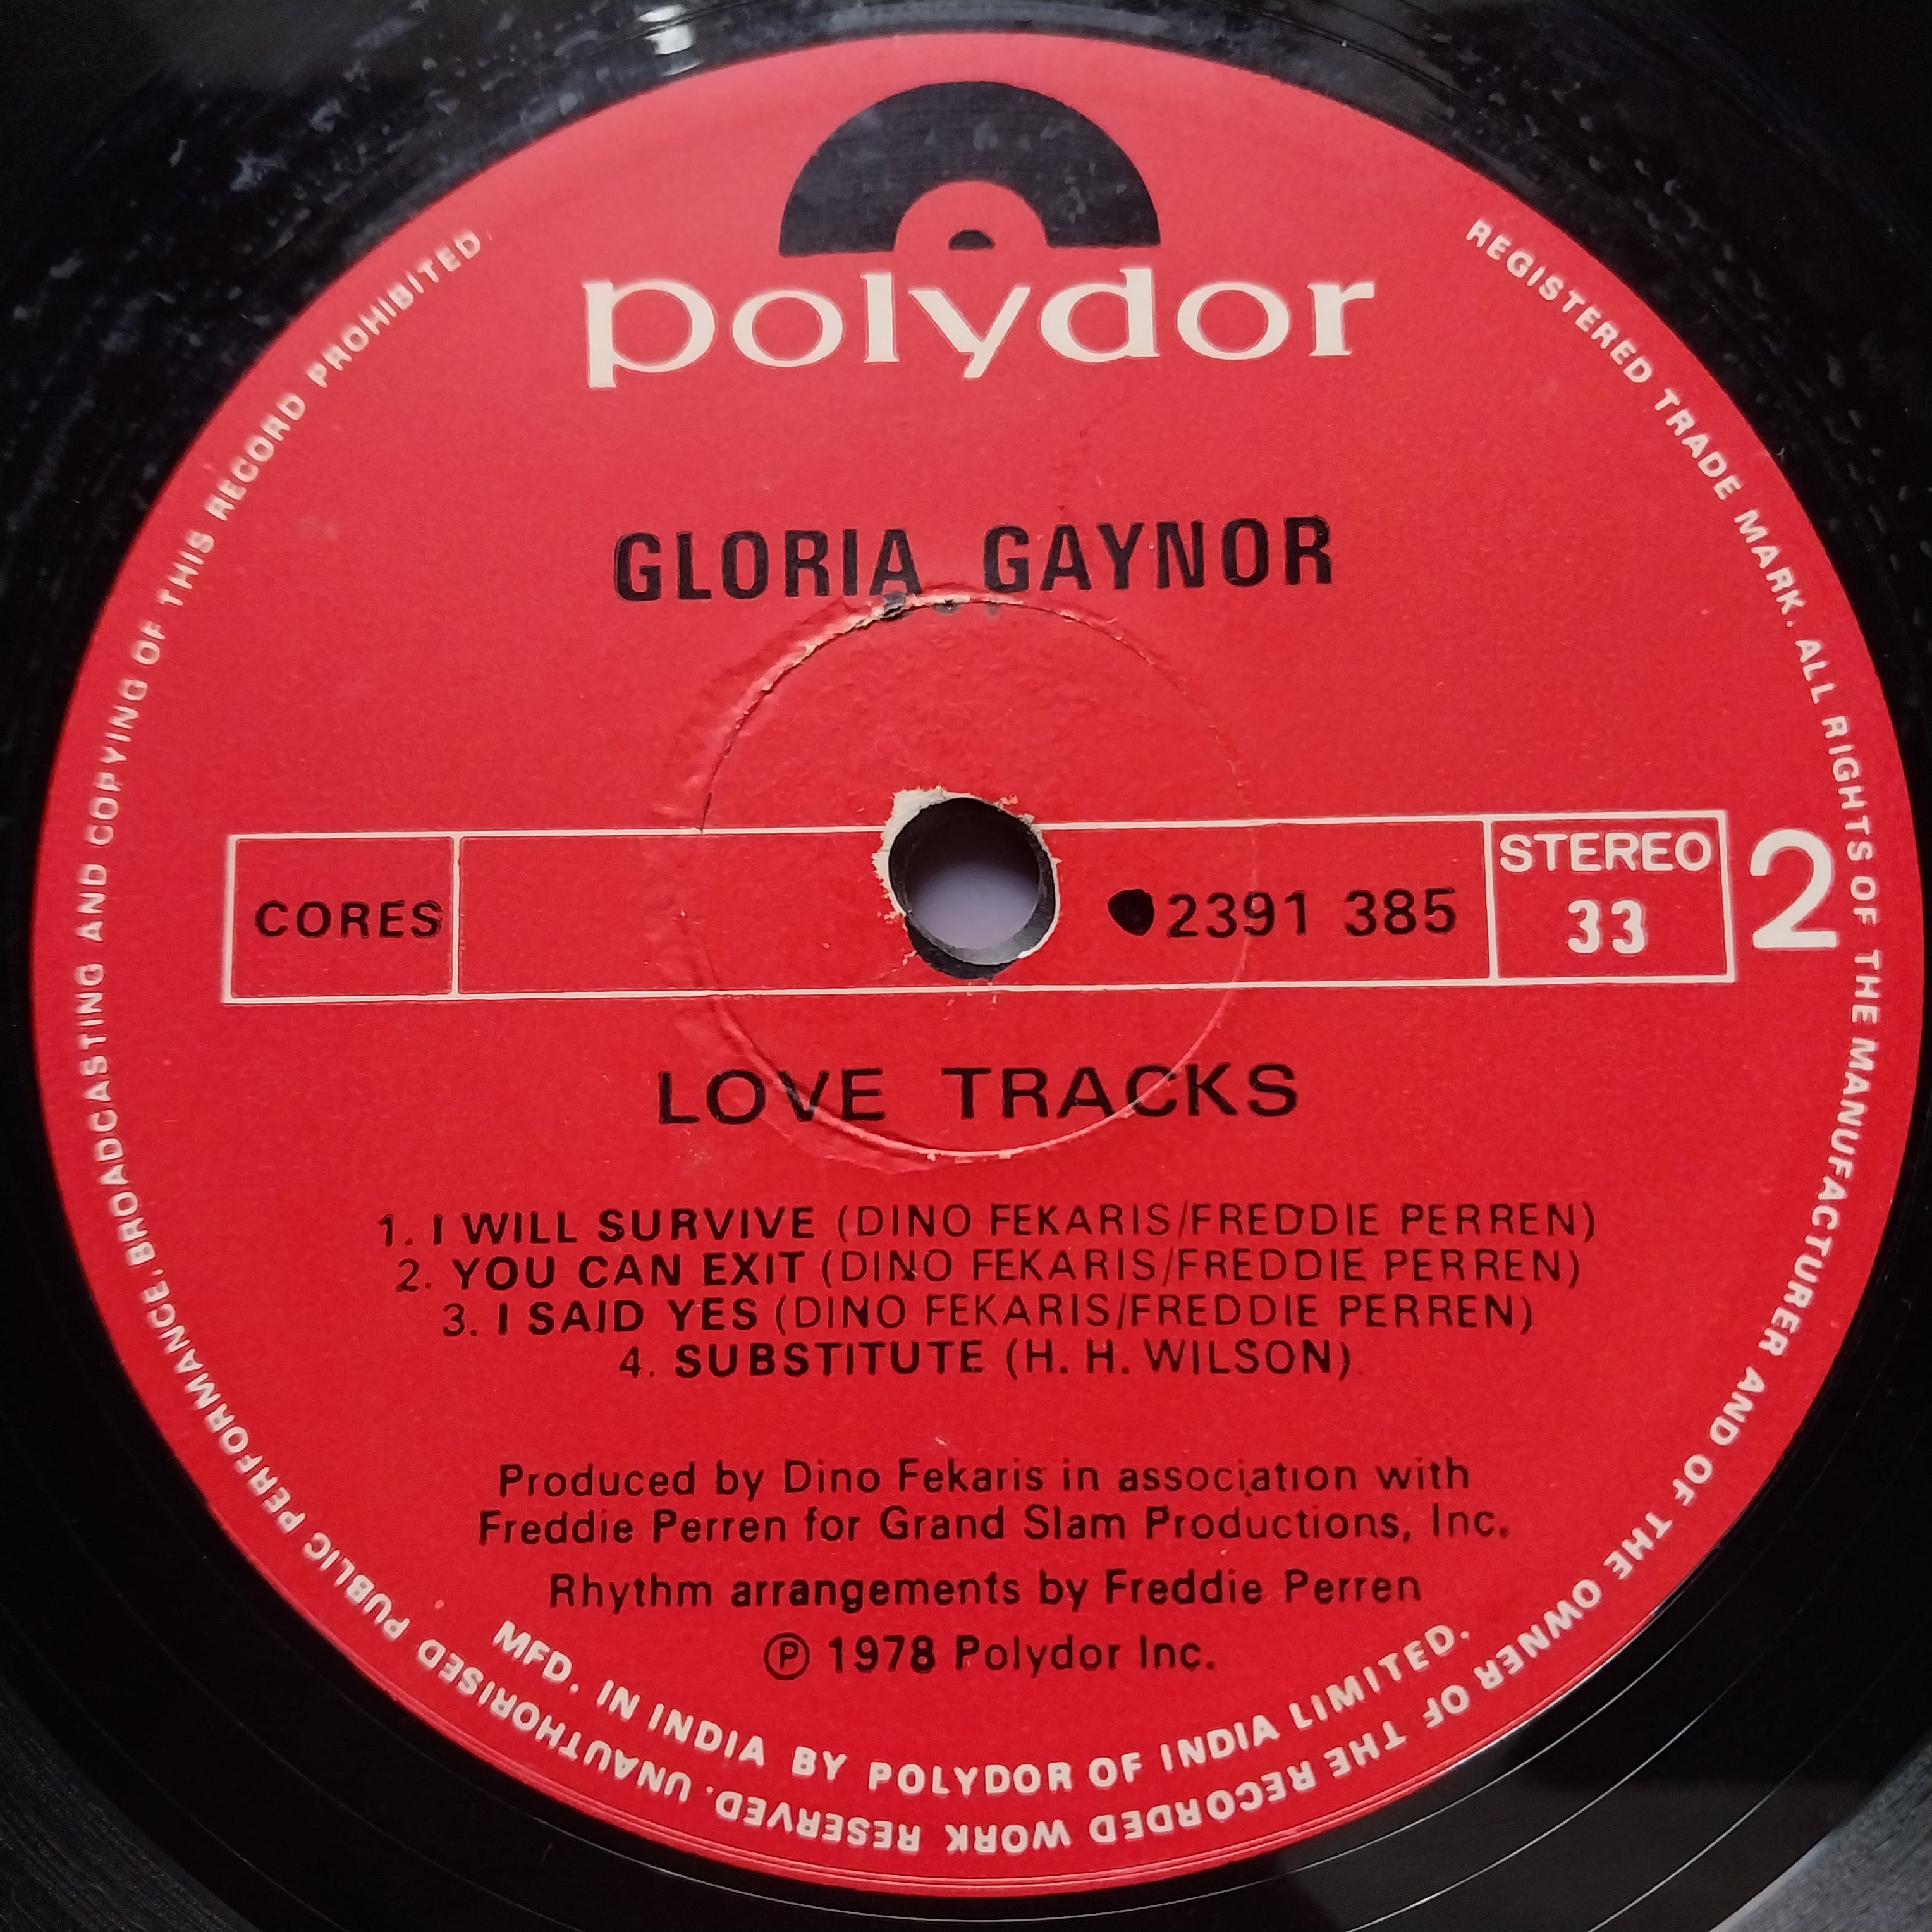 polydor
GLORIA GAYNOR
CORES
2391 385
STEREO
33
2
LOVE TRACKS
1. I WILL SURVIVE (DINO FEKARIS/FREDDIE PERREN)
2. YOU CAN EXIT (DINO FEKARIS/FREDDIE PERREN)
3. I SAID YES (DINO FEKARIS/FREDDIE PERREN)
4. SUBSTITUTE (H. H. WILSON)
Produced by Dino Fekaris in association with
Freddie Perren for Grand Slam Productions, Inc.
Rhythm arrangements by Freddie Perren
℗ 1978 Polydor Inc.
MFD. IN INDIA BY POLYDOR OF INDIA LIMITED.
REGISTERED TRADE MARK. ALL RIGHTS OF THE MANUFACTURER AND OF THE OWNER OF THE RECORDED WORK RESERVED. UNAUTHORISED PUBLIC PERFORMANCE, BROADCASTING AND COPYING OF THIS RECORD PROHIBITED